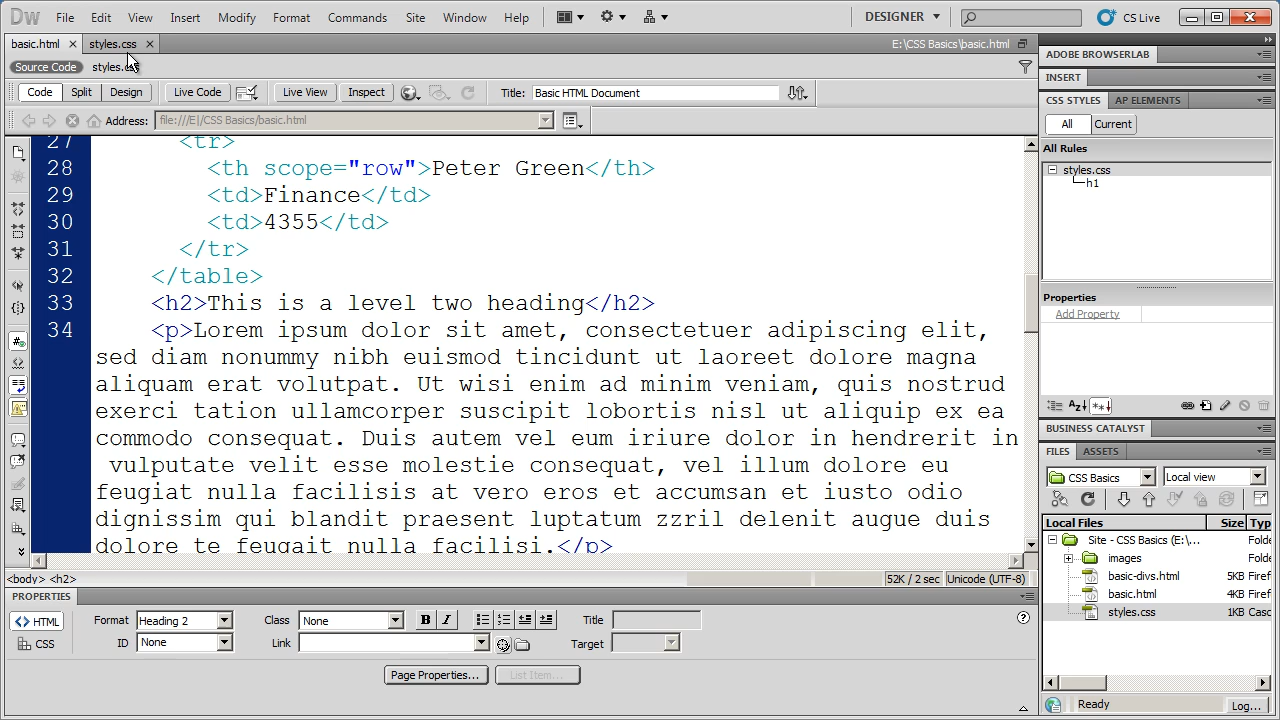 Dw File Edit View Insert Modify Format Commands Site Window Help DESIGNER CS Live
basic.html styles.css E:\CSS Basics\basic.html
Source Code
ADOBE BROWSERLAB
Code Split Design Live Code Live View Inspect Title: Basic HTML Document
INSERT
Address: file:///E|/CSS Basics/basic.html
CSS STYLES AP ELEMENTS
All Current
All Rules
styles.css
h1
Properties
Add Property
27 <tr>
28 <th scope="row">Peter Green</th>
29 <td>Finance</td>
30 <td>4355</td>
31 </tr>
32 </table>
33 <h2>This is a level two heading</h2>
34 <p>Lorem ipsum dolor sit amet, consectetuer adipiscing elit,
sed diam nonummy nibh euismod tincidunt ut laoreet dolore magna
aliquam erat volutpat. Ut wisi enim ad minim veniam, quis nostrud
exerci tation ullamcorper suscipit lobortis nisl ut aliquip ex ea
commodo consequat. Duis autem vel eum iriure dolor in hendrerit in
vulputate velit esse molestie consequat, vel illum dolore eu
feugiat nulla facilisis at vero eros et accumsan et iusto odio
dignissim qui blandit praesent luptatum zzril delenit augue duis
dolore te feugait nulla facilisi.</p>
BUSINESS CATALYST
FILES ASSETS
CSS Basics Local view
Local Files Size Typ
Site - CSS Basics (E:\... Folde
images Folde
basic-divs.html 5KB Firef
basic.html 4KB Firef
styles.css 1KB Casc
Ready Log...
<body> <h2> 52K / 2 sec Unicode (UTF-8)
PROPERTIES
<> HTML Format Heading 2 Class None B I Title
CSS ID None Link Target
Page Properties... List Item...